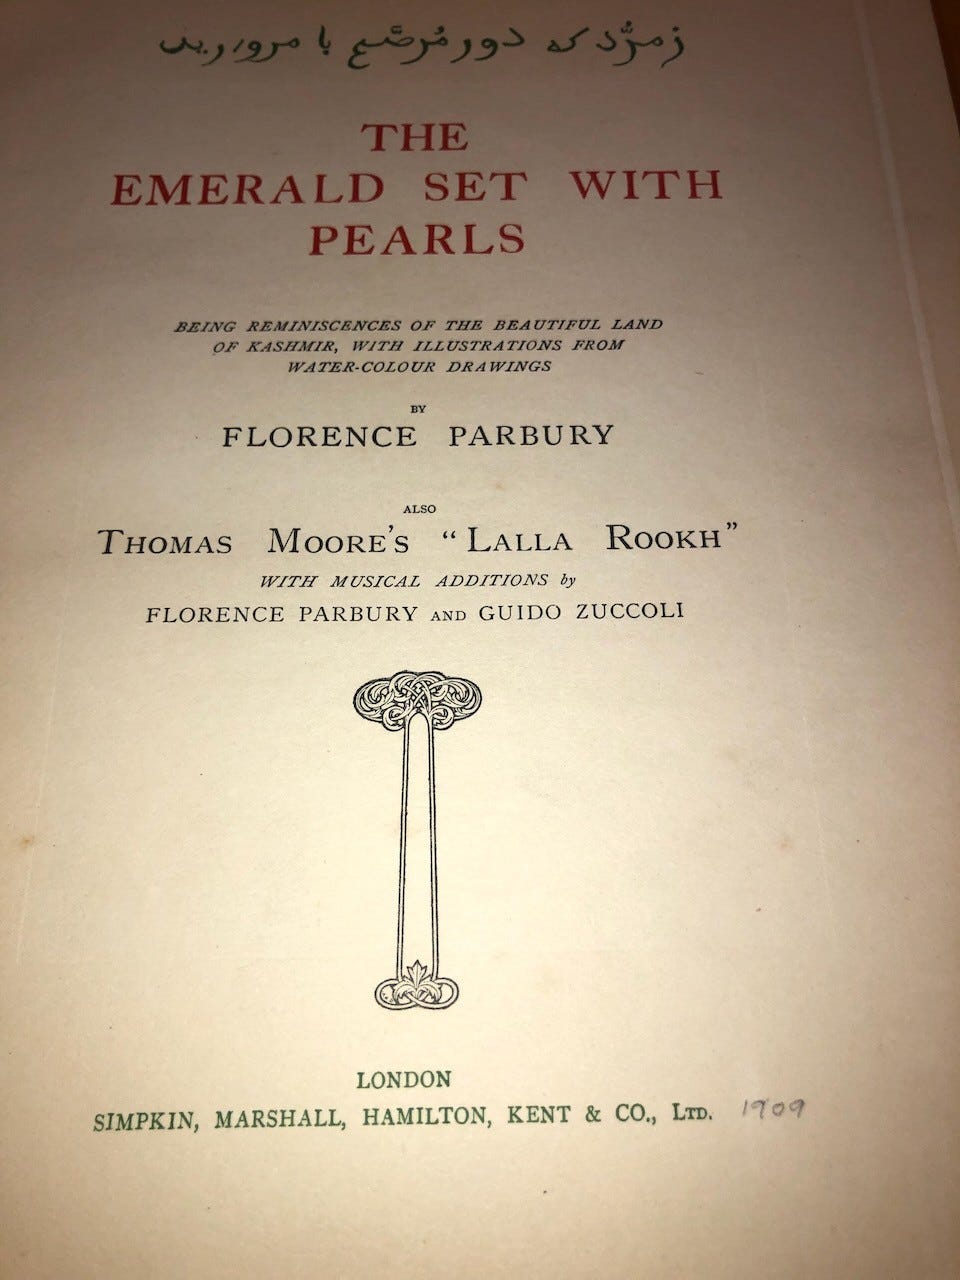 زمرُّد که دور مُرصَّع با مرورید
THE
EMERALD SET WITH
PEARLS
BEING REMINISCENCES OF THE BEAUTIFUL LAND
OF KASHMIR, WITH ILLUSTRATIONS FROM
WATER-COLOUR DRAWINGS
BY
FLORENCE PARBURY
ALSO
THOMAS MOORE'S "LALLA ROOKH"
WITH MUSICAL ADDITIONS by
FLORENCE PARBURY AND GUIDO ZUCCOLI
LONDON
SIMPKIN, MARSHALL, HAMILTON, KENT & CO., LTD. 1909